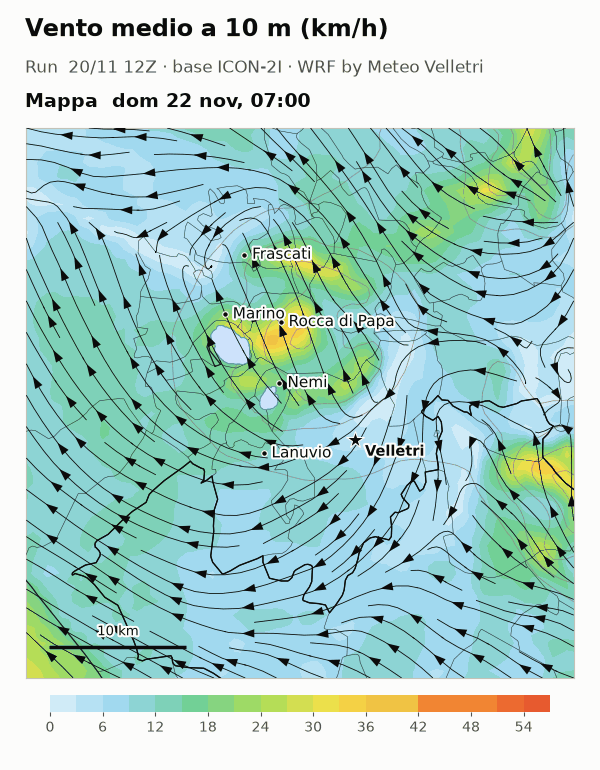 Vento medio a 10 m (km/h)
Run  20/11 12Z · base ICON-2I · WRF by Meteo Velletri
Mappa  dom 22 nov, 07:00
Frascati
Marino
Rocca di Papa
Nemi
Lanuvio
Velletri
10 km
0 6 12 18 24 30 36 42 48 54